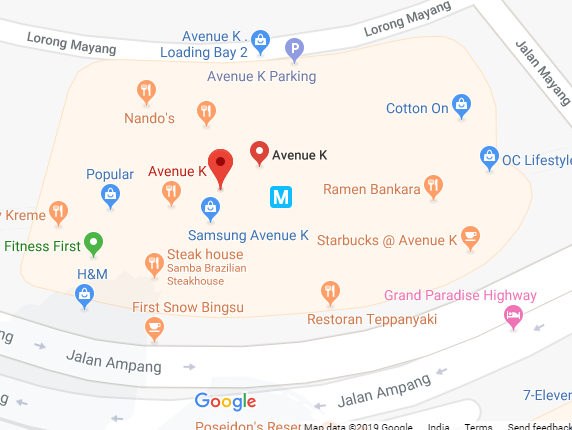 Lorong Mayang
Avenue K .
Loading Bay 2
Lorong Mayang
Jalan Mayang
P
Avenue K Parking
Nando's
Cotton On
Avenue K
Avenue K
OC Lifestyle
Popular
M
Ramen Bankara
y Kreme
Samsung Avenue K
Starbucks @ Avenue K
Fitness First
Steak house
Samba Brazilian
Steakhouse
H&M
First Snow Bingsu
Restoran Teppanyaki
Grand Paradise Highway
ng
Jalan Ampang
Jalan Ampang
7-Eleven
ng
Google
Poseidon's Reser
Map data ©2019 Google India Terms Send feedback